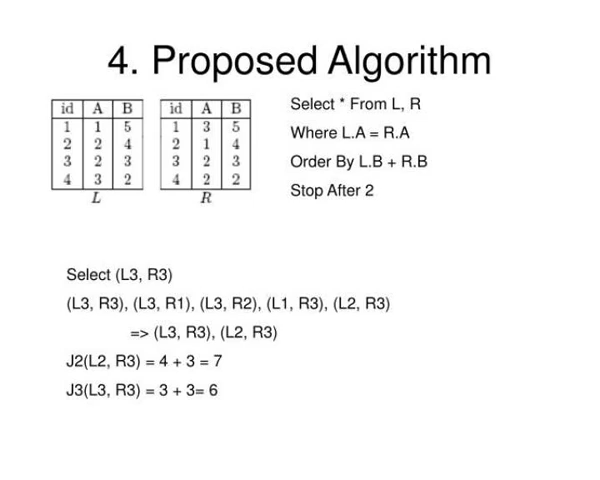 4. Proposed Algorithm
id A B
1 1 5
2 2 4
3 2 3
4 3 2
L
id A B
1 3 5
2 1 4
3 2 3
4 2 2
R
Select * From L, R
Where L.A = R.A
Order By L.B + R.B
Stop After 2
Select (L3, R3)
(L3, R3), (L3, R1), (L3, R2), (L1, R3), (L2, R3)
=> (L3, R3), (L2, R3)
J2(L2, R3) = 4 + 3 = 7
J3(L3, R3) = 3 + 3= 6